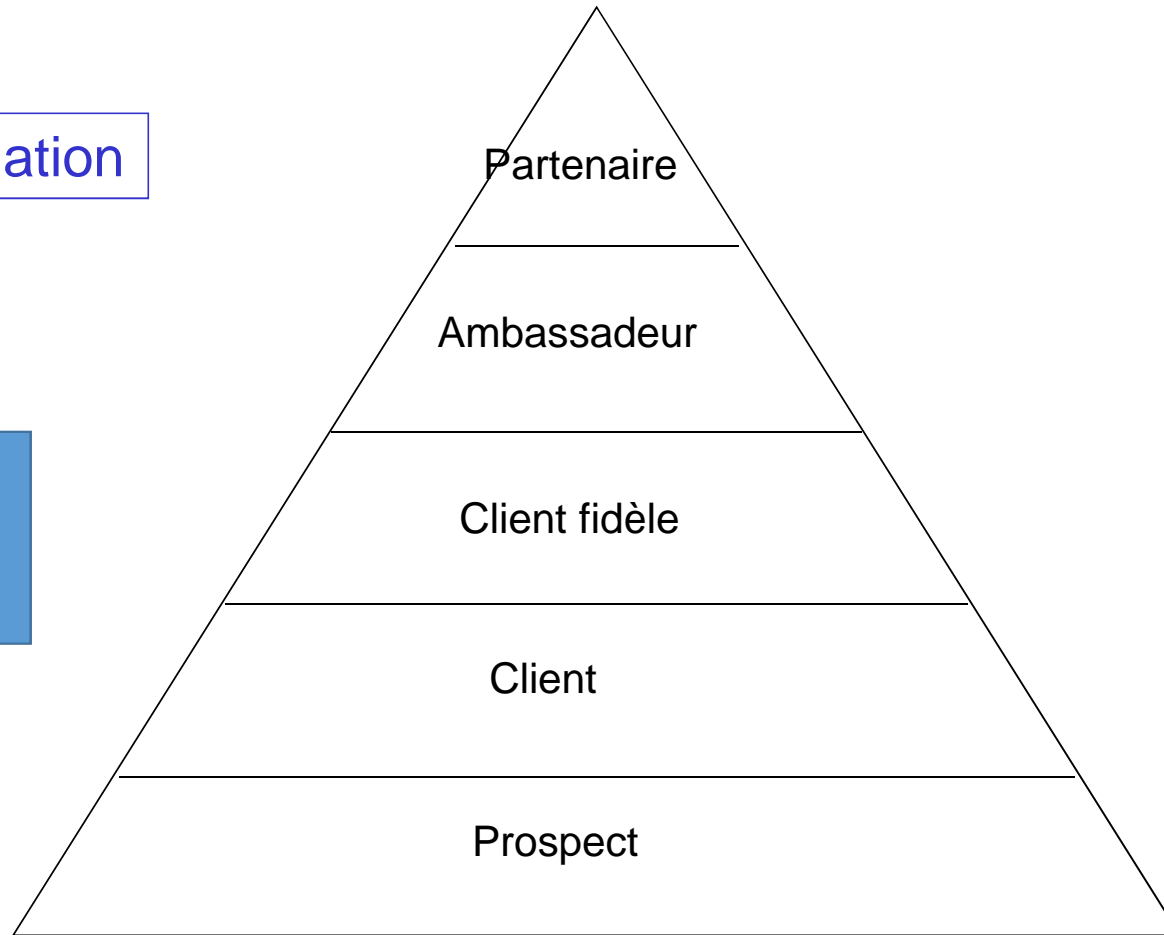 ation
Partenaire
Ambassadeur
Client fidèle
Client
Prospect